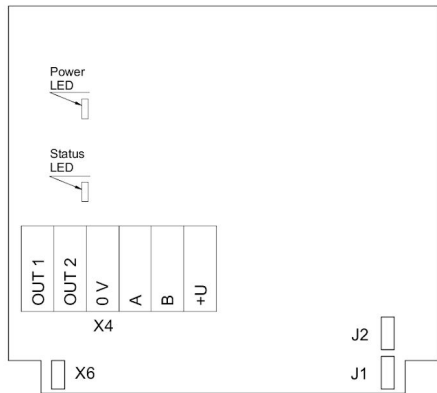 Power
LED
Status
LED
OUT 1
OUT 2
0 V
A
B
+U
X4
J2
X6
J1